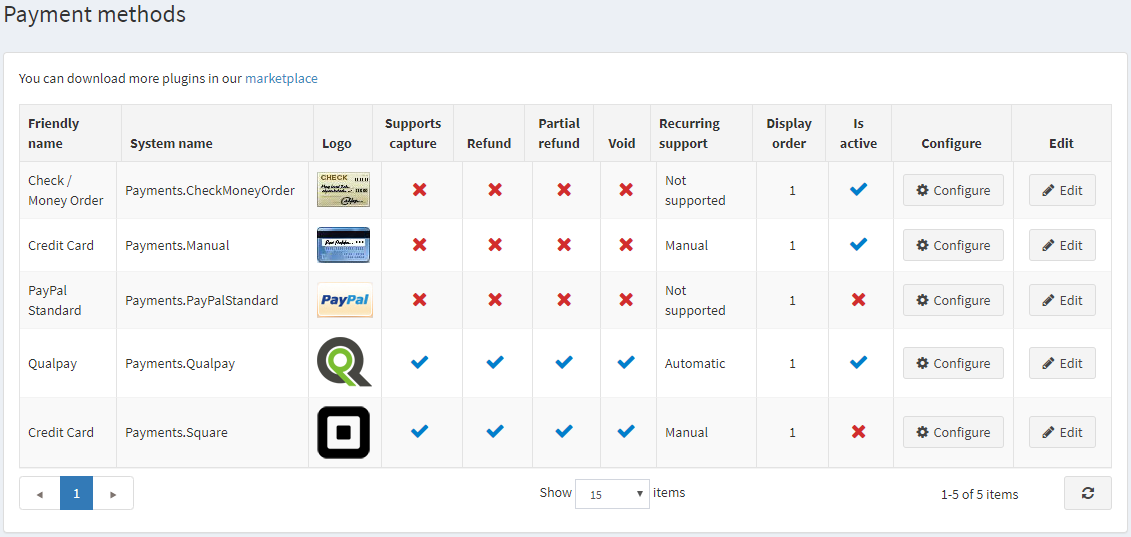 Payment methods
You can download more plugins in our marketplace
Friendly name System name Logo Supports capture Refund Partial refund Void Recurring support Display order Is active Configure Edit
Check / Money Order Payments.CheckMoneyOrder CHECK Not supported 1 Configure Edit
Credit Card Payments.Manual Manual 1 Configure Edit
PayPal Standard Payments.PayPalStandard PayPal Not supported 1 Configure Edit
Qualpay Payments.Qualpay Automatic 1 Configure Edit
Credit Card Payments.Square Manual 1 Configure Edit
1 Show 15 items 1-5 of 5 items